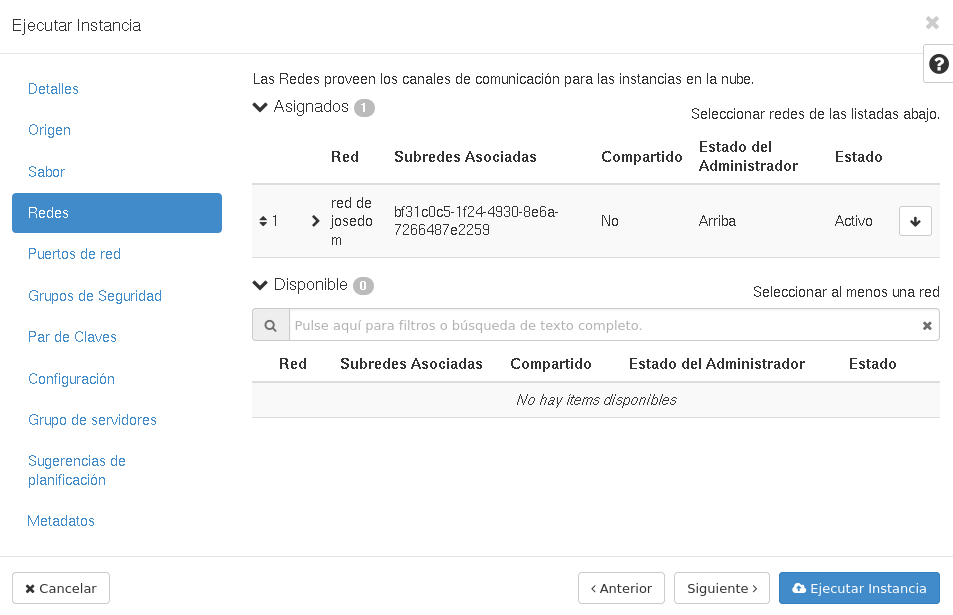 Ejecutar Instancia
Detalles
Origen
Sabor
Redes
Puertos de red
Grupos de Seguridad
Par de Claves
Configuración
Grupo de servidores
Sugerencias de
planificación
Metadatos
Las Redes proveen los canales de comunicación para las instancias en la nube.
Asignados 1
Seleccionar redes de las listadas abajo.
Red Subredes Asociadas Compartido Estado del Administrador Estado
1 red de josedom bf31c0c5-1f24-4930-8e6a-7266487e2259 No Arriba Activo
Disponible 0
Seleccionar al menos una red
Pulse aquí para filtros o búsqueda de texto completo.
Red Subredes Asociadas Compartido Estado del Administrador Estado
No hay items disponibles
Cancelar
Anterior
Siguiente
Ejecutar Instancia